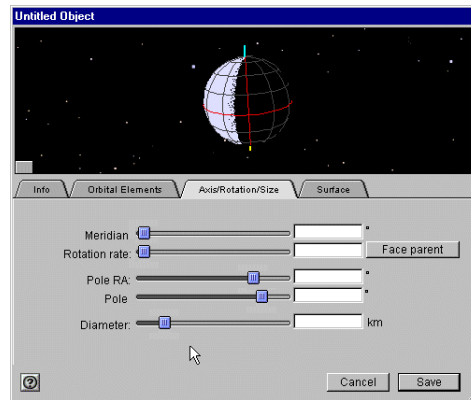 Untitled Object
Info Orbital Elements Axis/Rotation/Size Surface
Meridian °
Rotation rate: Face parent
Pole RA: °
Pole °
Diameter: km
? Cancel Save